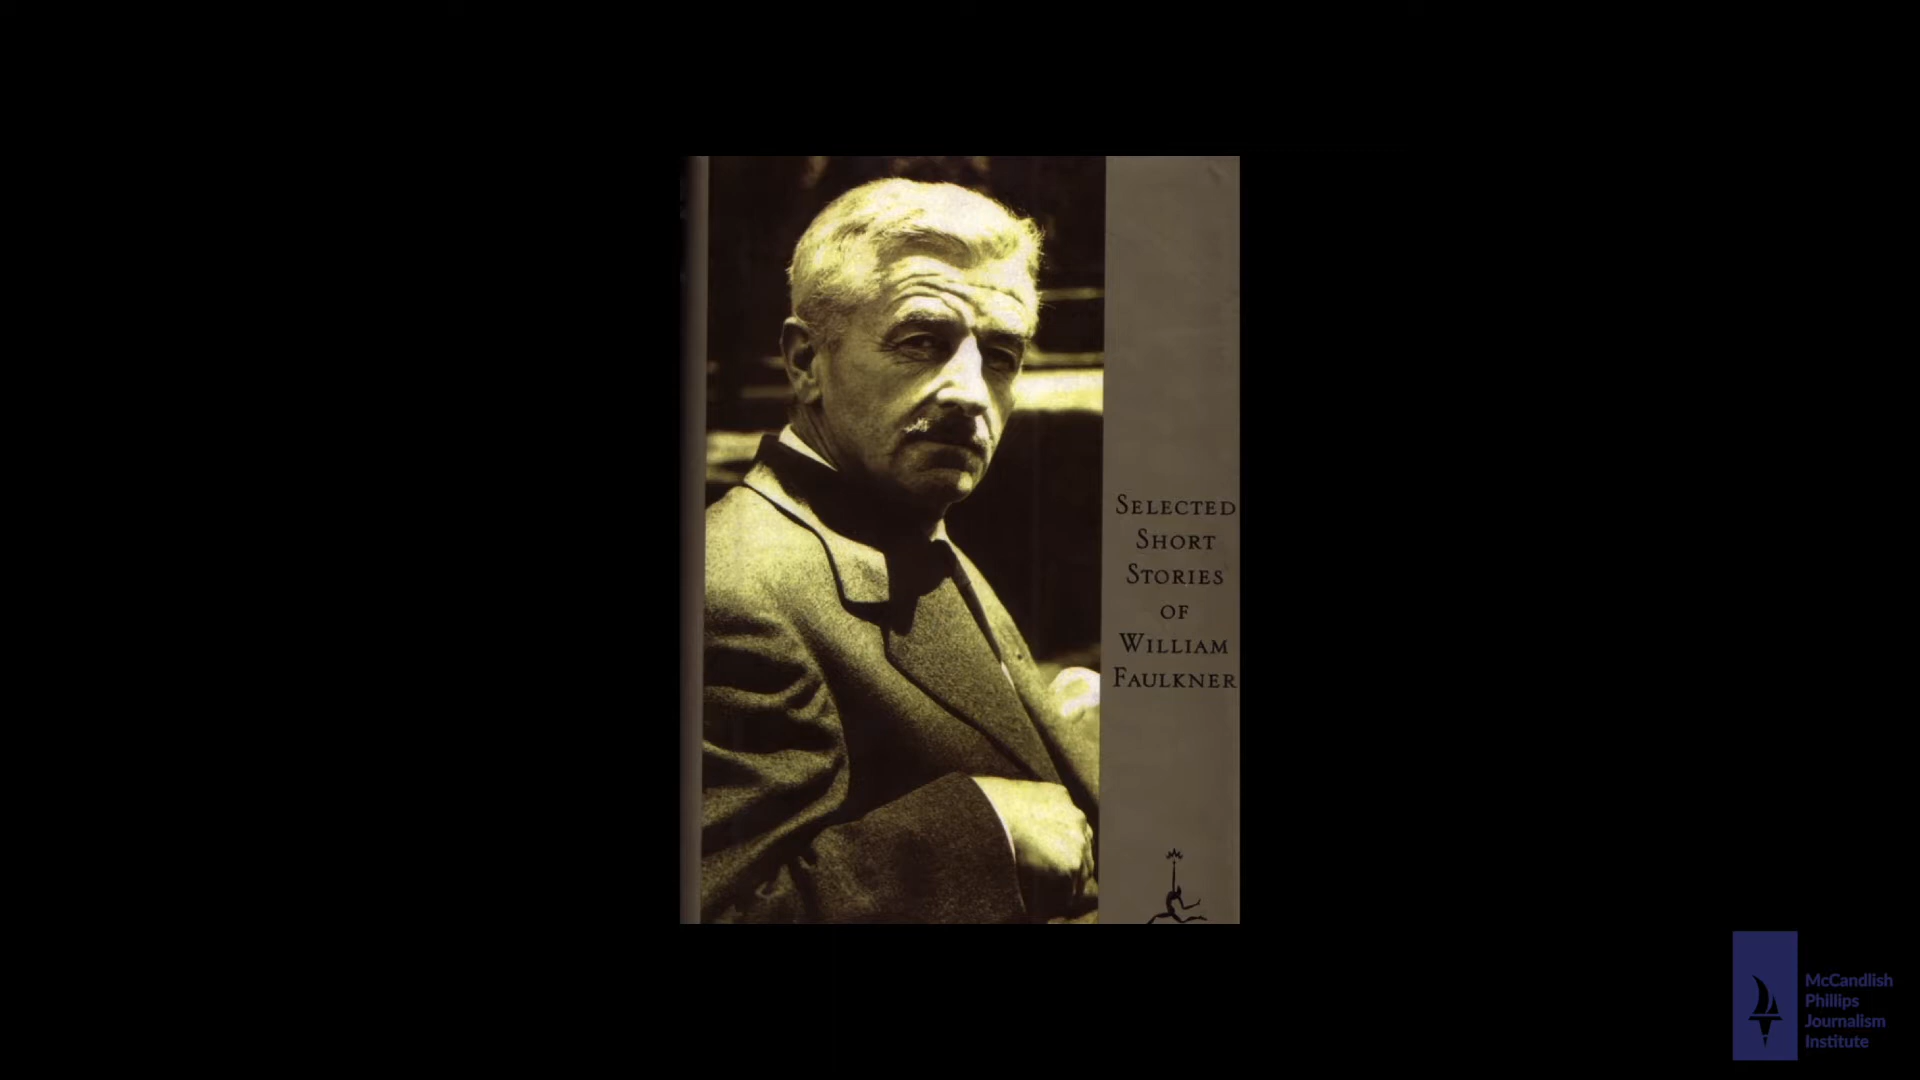 SELECTED
SHORT
STORIES
OF
WILLIAM
FAULKNER
McCandlish
Phillips
Journalism
Institute